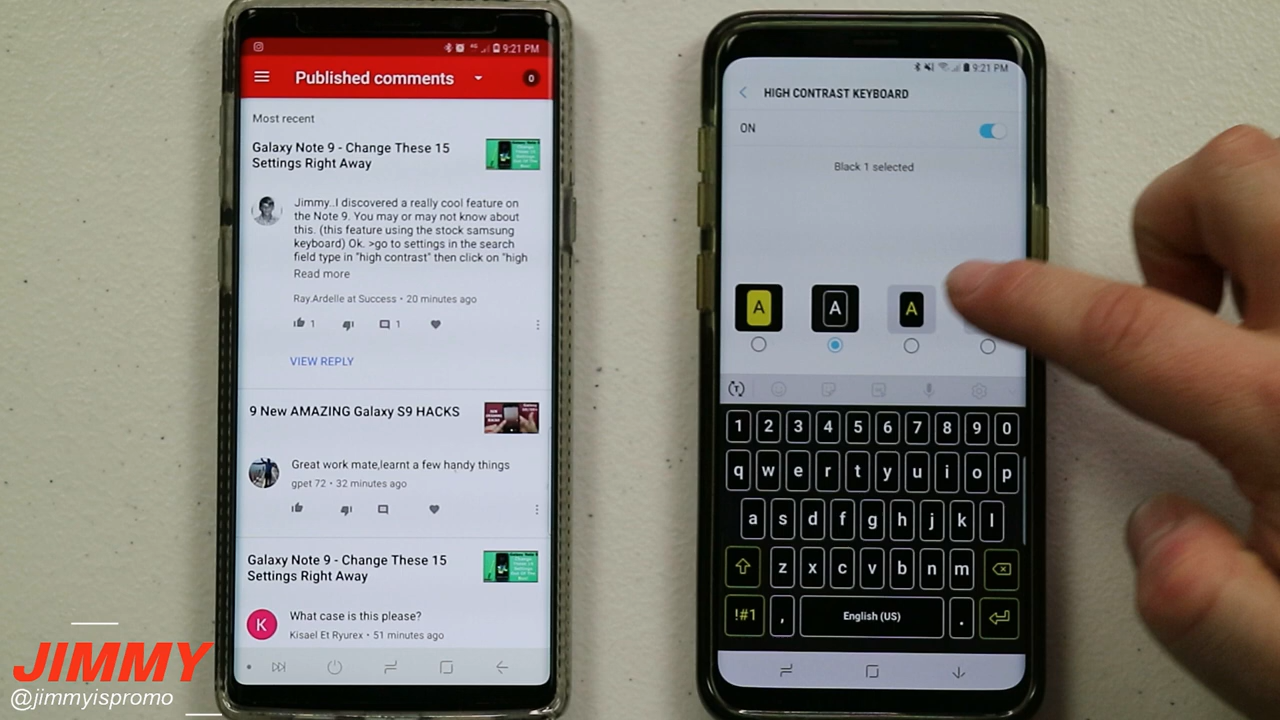 9:21 PM
Published comments
0
Most recent
Galaxy Note 9 - Change These 15
Settings Right Away
Jimmy..I discovered a really cool feature on
the Note 9. You may or may not know about
this. (this feature using the stock samsung
keyboard) Ok. >go to settings in the search
field type in "high contrast" then click on "high
Read more
Ray.Ardelle at Success • 20 minutes ago
1
1
VIEW REPLY
9 New AMAZING Galaxy S9 HACKS
Great work mate,learnt a few handy things
gpet 72 • 32 minutes ago
Galaxy Note 9 - Change These 15
Settings Right Away
K
What case is this please?
Kisael Et Ryurex • 51 minutes ago
9:21 PM
HIGH CONTRAST KEYBOARD
ON
Black 1 selected
A A A
T
1 2 3 4 5 6 7 8 9 0
q w e r t y u i o p
a s d f g h j k l
z x c v b n m
!#1 , English (US) .
JIMMY
@jimmyispromo